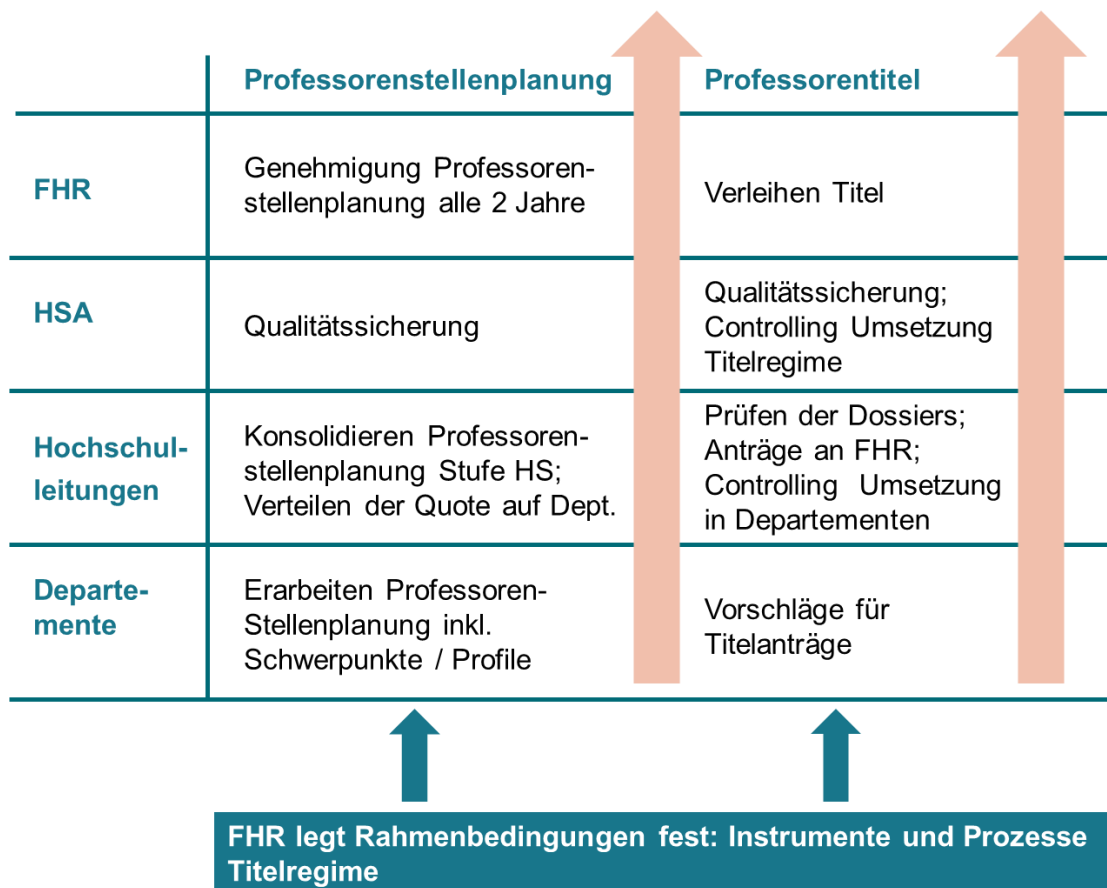 Professorenstellenplanung
Professorentitel
FHR
Genehmigung Professoren-
stellenplanung alle 2 Jahre
Verleihen Titel
HSA
Qualitätssicherung
Qualitätssicherung;
Controlling Umsetzung
Titelregime
Hochschul-
leitungen
Konsolidieren Professoren-
stellenplanung Stufe HS;
Verteilen der Quote auf Dept.
Prüfen der Dossiers;
Anträge an FHR;
Controlling Umsetzung
in Departementen
Departe-
mente
Erarbeiten Professoren-
Stellenplanung inkl.
Schwerpunkte / Profile
Vorschläge für
Titelanträge
FHR legt Rahmenbedingungen fest: Instrumente und Prozesse
Titelregime